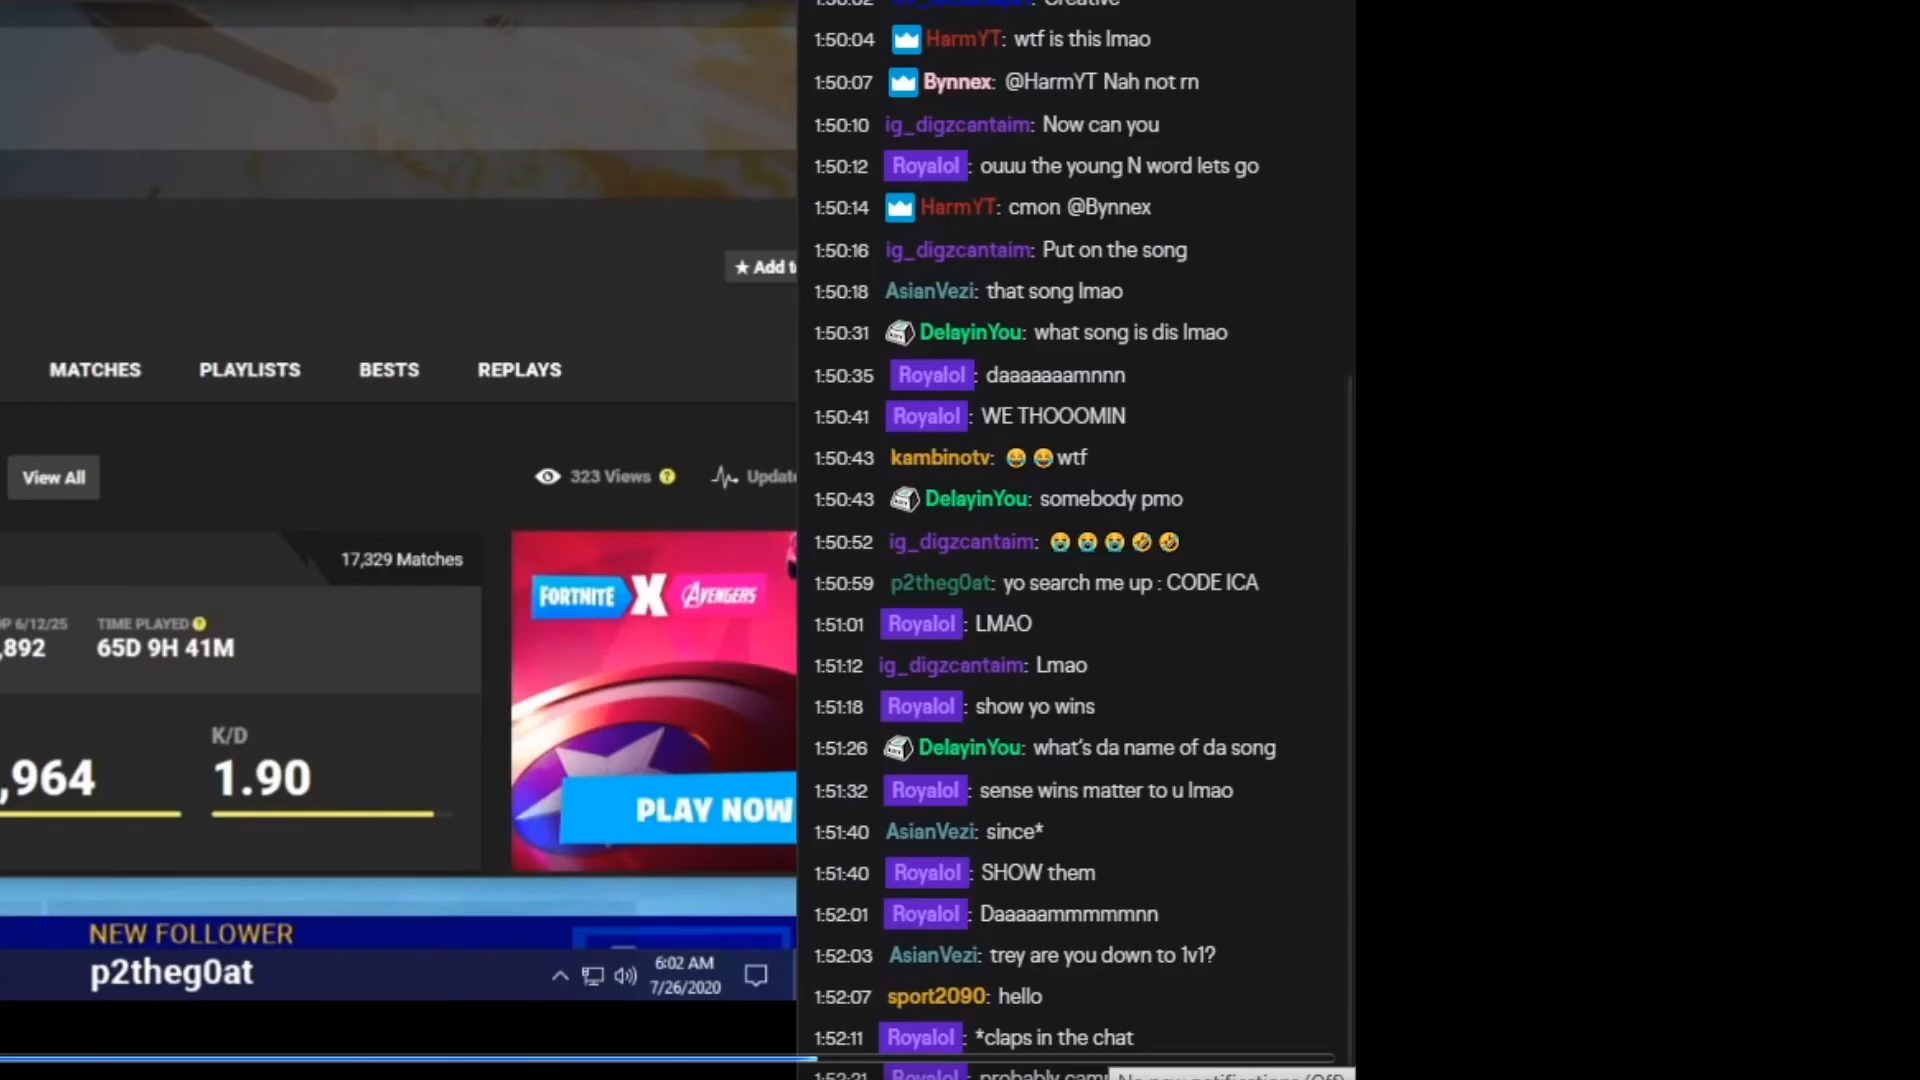 ★ Add
MATCHES
PLAYLISTS
BESTS
REPLAYS
View All
323 Views ?
17,329 Matches
6/12/25
TIME PLAYED ?
,892
65D 9H 41M
K/D
,964
1.90
FORTNITE X AVENGERS
PLAY NOW
NEW FOLLOWER
p2theg0at
6:02 AM
7/26/2020
Creative
1:50:04 HarmYT: wtf is this lmao
1:50:07 Bynnex: @HarmYT Nah not rn
1:50:10 ig_digzcantaim: Now can you
1:50:12 Royalol : ouuu the young N word lets go
1:50:14 HarmYT: cmon @Bynnex
1:50:16 ig_digzcantaim: Put on the song
1:50:18 AsianVezi: that song lmao
1:50:31 DelayinYou: what song is dis lmao
1:50:35 Royalol : daaaaaaamnnn
1:50:41 Royalol : WE THOOOMIN
1:50:43 kambinotv: 😂 😂 wtf
1:50:43 DelayinYou: somebody pmo
1:50:52 ig_digzcantaim: 😭 😭 😭 🤣 🤣
1:50:59 p2theg0at: yo search me up : CODE ICA
1:51:01 Royalol : LMAO
1:51:12 ig_digzcantaim: Lmao
1:51:18 Royalol : show yo wins
1:51:26 DelayinYou: what's da name of da song
1:51:32 Royalol : sense wins matter to u lmao
1:51:40 AsianVezi: since*
1:51:40 Royalol : SHOW them
1:52:01 Royalol : Daaaaammmmmnn
1:52:03 AsianVezi: trey are you down to 1v1?
1:52:07 sport2090: hello
1:52:11 Royalol : *claps in the chat
1:52:21 Royalol : probably